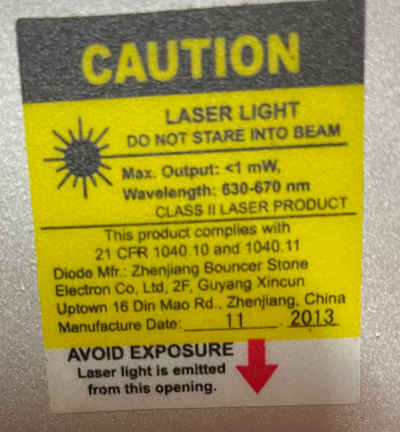 CAUTION
LASER LIGHT
DO NOT STARE INTO BEAM
Max. Output: <1 mW,
Wavelength: 630-670 nm
CLASS II LASER PRODUCT
This product complies with
21 CFR 1040.10 and 1040.11
Diode Mfr.: Zhenjiang Bouncer Stone
Electron Co, Ltd, 2F, Guyang Xincun
Uptown 16 Din Mao Rd., Zhenjiang, China
Manufacture Date: 11 . 2013
AVOID EXPOSURE
Laser light is emitted
from this opening.